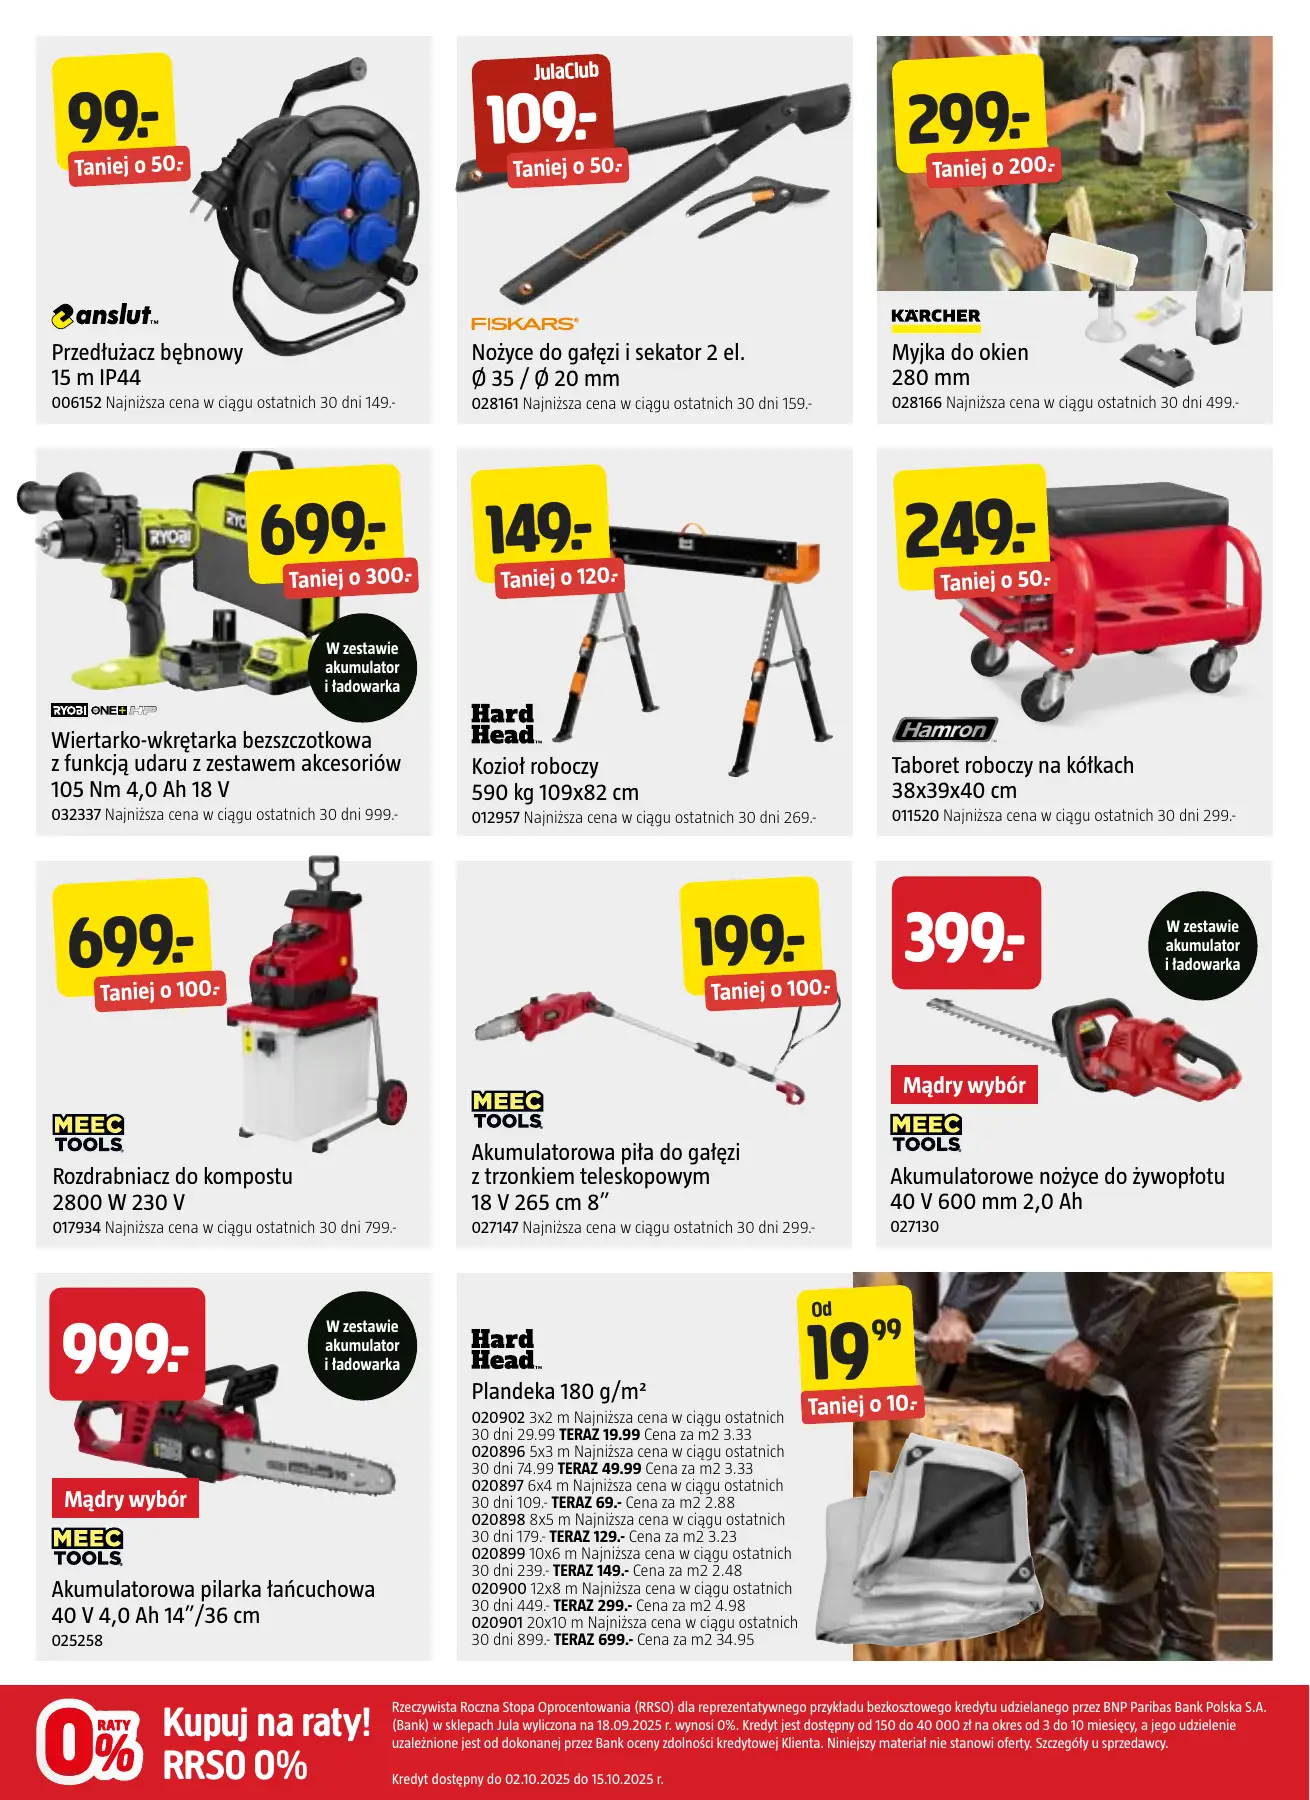 99.-
Taniej o 50.-
anslut™
Przedłużacz bębnowy
15 m IP44
006152 Najniższa cena w ciągu ostatnich 30 dni 149.-
JulaClub
109.-
Taniej o 50.-
FISKARS®
Nożyce do gałęzi i sekator 2 el.
Ø 35 / Ø 20 mm
028161 Najniższa cena w ciągu ostatnich 30 dni 159.-
299.-
Taniej o 200.-
KÄRCHER
Myjka do okien
280 mm
028166 Najniższa cena w ciągu ostatnich 30 dni 499.-
RYOBI
699.-
Taniej o 300.-
W zestawie
akumulator
i ładowarka
RYOBI ONE+ HP
Wiertarko-wkrętarka bezszczotkowa
z funkcją udaru z zestawem akcesoriów
105 Nm 4,0 Ah 18 V
032337 Najniższa cena w ciągu ostatnich 30 dni 999.-
149.-
Taniej o 120.-
Hard
Head™
Kozioł roboczy
590 kg 109x82 cm
012957 Najniższa cena w ciągu ostatnich 30 dni 269.-
249.-
Taniej o 50.-
Hamron™
Taboret roboczy na kółkach
38x39x40 cm
011520 Najniższa cena w ciągu ostatnich 30 dni 299.-
699.-
Taniej o 100.-
MEEC
TOOLS
Rozdrabniacz do kompostu
2800 W 230 V
017934 Najniższa cena w ciągu ostatnich 30 dni 799.-
199.-
Taniej o 100.-
MEEC
TOOLS
Akumulatorowa piła do gałęzi
z trzonkiem teleskopowym
18 V 265 cm 8”
027147 Najniższa cena w ciągu ostatnich 30 dni 299.-
399.-
W zestawie
akumulator
i ładowarka
Mądry wybór
MEEC
TOOLS
Akumulatorowe nożyce do żywopłotu
40 V 600 mm 2,0 Ah
027130
999.-
W zestawie
akumulator
i ładowarka
Mądry wybór
MEEC
TOOLS
Akumulatorowa pilarka łańcuchowa
40 V 4,0 Ah 14”/36 cm
025258
Od
19 99
Taniej o 10.-
Hard
Head™
Plandeka 180 g/m²
020902 3x2 m Najniższa cena w ciągu ostatnich
30 dni 29.99 TERAZ 19.99 Cena za m2 3.33
020896 5x3 m Najniższa cena w ciągu ostatnich
30 dni 74.99 TERAZ 49.99 Cena za m2 3.33
020897 6x4 m Najniższa cena w ciągu ostatnich
30 dni 109.- TERAZ 69.- Cena za m2 2.88
020898 8x5 m Najniższa cena w ciągu ostatnich
30 dni 179.- TERAZ 129.- Cena za m2 3.23
020899 10x6 m Najniższa cena w ciągu ostatnich
30 dni 239.- TERAZ 149.- Cena za m2 2.48
020900 12x8 m Najniższa cena w ciągu ostatnich
30 dni 449.- TERAZ 299.- Cena za m2 4.98
020901 20x10 m Najniższa cena w ciągu ostatnich
30 dni 899.- TERAZ 699.- Cena za m2 34.95
0% RATY
Kupuj na raty!
RRSO 0%
Rzeczywista Roczna Stopa Oprocentowania (RRSO) dla reprezentatywnego przykładu bezkosztowego kredytu udzielanego przez BNP Paribas Bank Polska S.A.
(Bank) w sklepach Jula wyliczona na 18.09.2025 r. wynosi 0%. Kredyt jest dostępny od 150 do 40 000 zł na okres od 3 do 10 miesięcy, a jego udzielenie
uzależnione jest od dokonanej przez Bank oceny zdolności kredytowej Klienta. Niniejszy materiał nie stanowi oferty. Szczegóły u sprzedawcy.
Kredyt dostępny do 02.10.2025 do 15.10.2025 r.